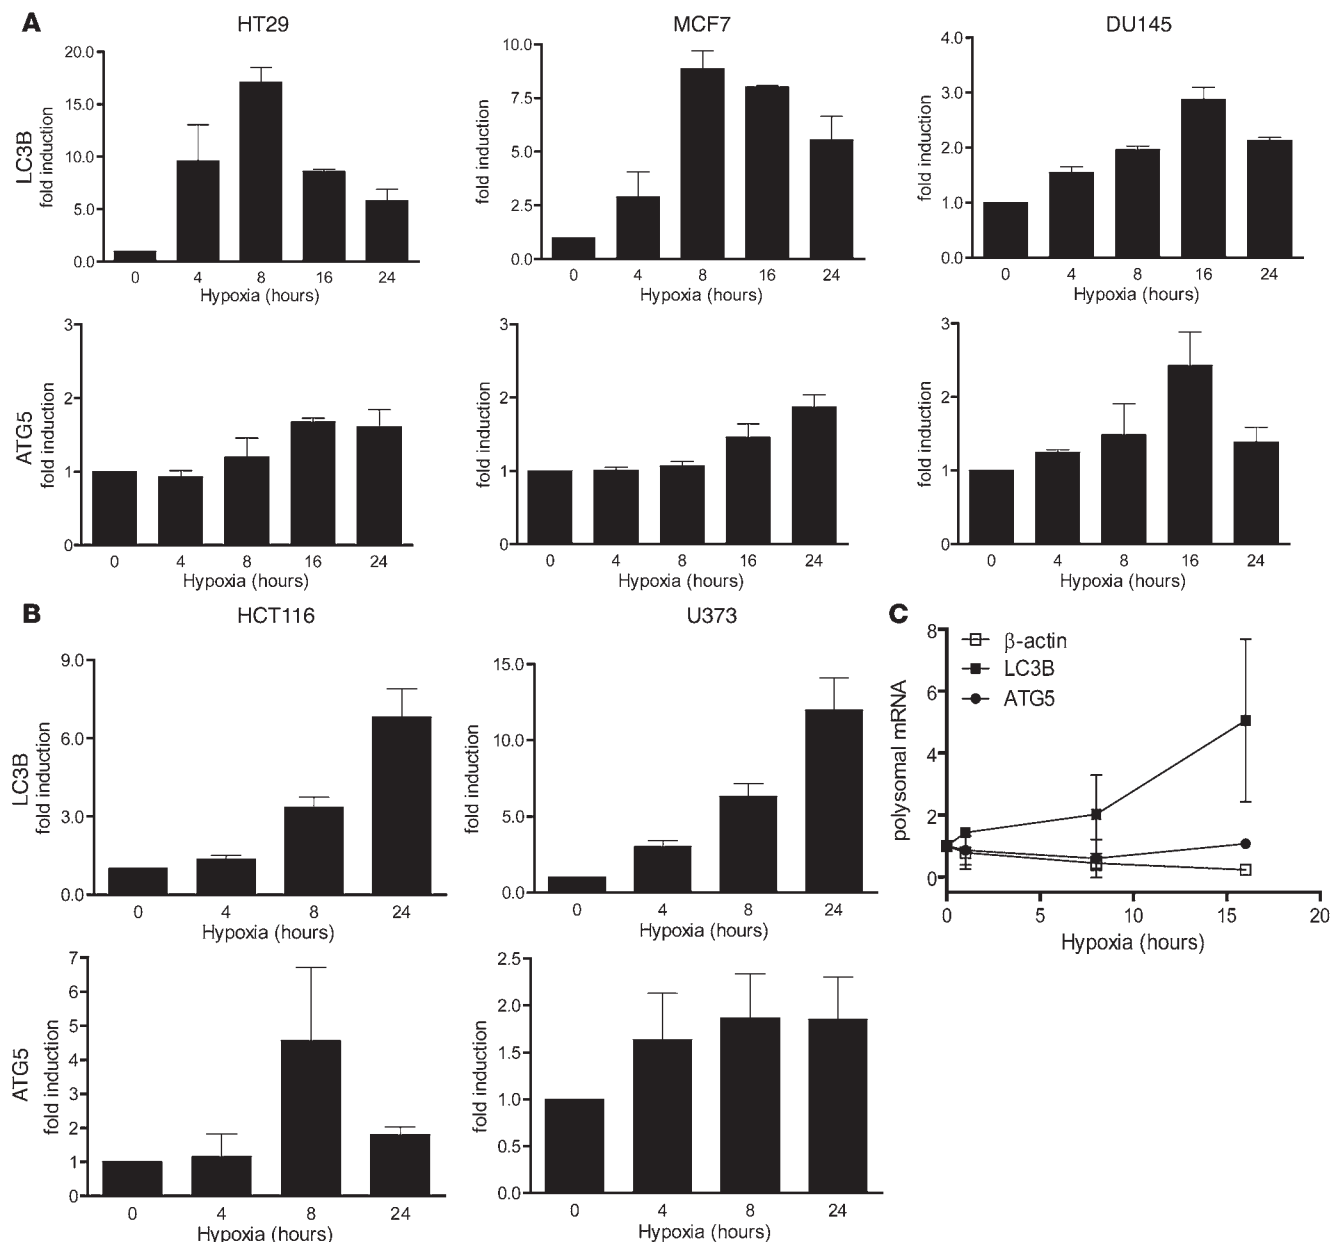 A
HT29
MCF7
DU145
LC3B
fold induction
20.0
15.0
10.0
5.0
0.0
0 4 8 16 24
Hypoxia (hours)
fold induction
10.0
7.5
5.0
2.5
0.0
0 4 8 16 24
Hypoxia (hours)
fold induction
4.0
3.0
2.0
1.0
0.0
0 4 8 16 24
Hypoxia (hours)
ATG5
fold induction
3
2
1
0
0 4 8 16 24
Hypoxia (hours)
fold induction
3
2
1
0
0 4 8 16 24
Hypoxia (hours)
fold induction
3
2
1
0
0 4 8 16 24
Hypoxia (hours)
B
HCT116
U373
LC3B
fold induction
9.0
6.0
3.0
0.0
0 4 8 24
Hypoxia (hours)
fold induction
15.0
10.0
5.0
0.0
0 4 8 24
Hypoxia (hours)
ATG5
fold induction
7
6
5
4
3
2
1
0
0 4 8 24
Hypoxia (hours)
fold induction
2.5
2.0
1.5
1.0
0.5
0.0
0 4 8 24
Hypoxia (hours)
C
β-actin
LC3B
ATG5
polysomal mRNA
8
6
4
2
0
0 5 10 15 20
Hypoxia (hours)